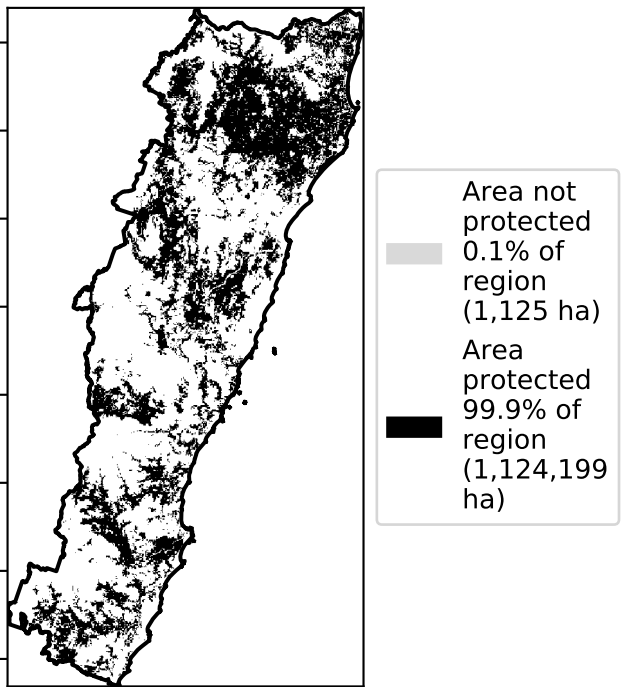 Area not
protected
0.1% of
region
(1,125 ha)
Area
protected
99.9% of
region
(1,124,199
ha)